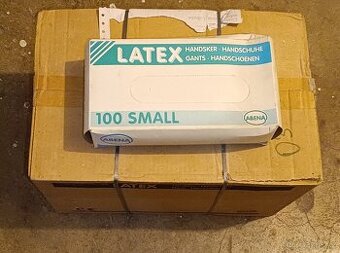 LATEX
HANDSKER · HANDSCHUHE
GANTS · HANDSCHOENEN
100 SMALL
ABENA
LATEX